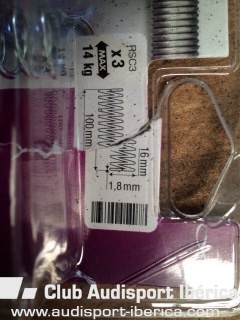 RSC3
x 3
MAX
14 kg
100 mm
16 mm
1,8 mm
Club Audisport Ibérica
www.audisport-iberica.com